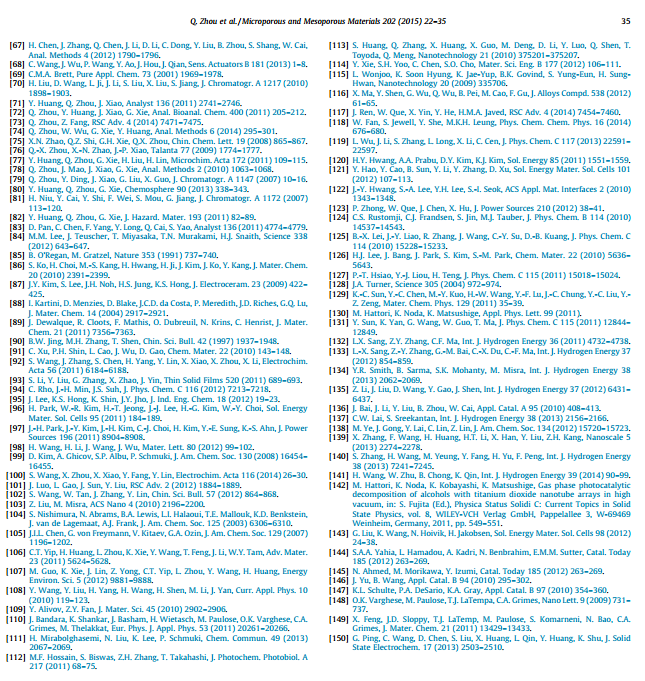 Q. Zhou et al./Microporous and Mesoporous Materials 202 (2015) 22–35
35
[67] H. Chen, J. Zhang, Q. Chen, J. Li, D. Li, C. Dong, Y. Liu, B. Zhou, S. Shang, W. Cai,
Anal. Methods 4 (2012) 1790–1796.
[68] C. Wang, J. Wu, P. Wang, Y. Ao, J. Hou, J. Qian, Sens. Actuators B 181 (2013) 1–8.
[69] C.M.A. Brett, Pure Appl. Chem. 73 (2001) 1969–1978.
[70] H. Liu, D. Wang, L. Ji, J. Li, S. Liu, X. Liu, S. Jiang, J. Chromatogr. A 1217 (2010)
1898–1903.
[71] Y. Huang, Q. Zhou, J. Xiao, Analyst 136 (2011) 2741–2746.
[72] Q. Zhou, Y. Huang, J. Xiao, G. Xie, Anal. Bioanal. Chem. 400 (2011) 205–212.
[73] Q. Zhou, Z. Fang, RSC Adv. 4 (2014) 7471–7475.
[74] Q. Zhou, W. Wu, G. Xie, Y. Huang, Anal. Methods 6 (2014) 295–301.
[75] X.N. Zhao, Q.Z. Shi, G.H. Xie, Q.X. Zhou, Chin. Chem. Lett. 19 (2008) 865–867.
[76] Q.-X. Zhou, X.-N. Zhao, J.-P. Xiao, Talanta 77 (2009) 1774–1777.
[77] Y. Huang, Q. Zhou, G. Xie, H. Liu, H. Lin, Microchim. Acta 172 (2011) 109–115.
[78] Q. Zhou, J. Mao, J. Xiao, G. Xie, Anal. Methods 2 (2010) 1063–1068.
[79] Q. Zhou, Y. Ding, J. Xiao, G. Liu, X. Guo, J. Chromatogr. A 1147 (2007) 10–16.
[80] Y. Huang, Q. Zhou, G. Xie, Chemosphere 90 (2013) 338–343.
[81] H. Niu, Y. Cai, Y. Shi, F. Wei, S. Mou, G. Jiang, J. Chromatogr. A 1172 (2007)
113–120.
[82] Y. Huang, Q. Zhou, G. Xie, J. Hazard. Mater. 193 (2011) 82–89.
[83] D. Pan, C. Chen, F. Yang, Y. Long, Q. Cai, S. Yao, Analyst 136 (2011) 4774–4779.
[84] M.M. Lee, J. Teuscher, T. Miyasaka, T.N. Murakami, H.J. Snaith, Science 338
(2012) 643–647.
[85] B. O'Regan, M. Gratzel, Nature 353 (1991) 737–740.
[86] S. Ko, H. Choi, M.-S. Kang, H. Hwang, H. Ji, J. Kim, J. Ko, Y. Kang, J. Mater. Chem.
20 (2010) 2391–2399.
[87] J.Y. Kim, S. Lee, J.H. Noh, H.S. Jung, K.S. Hong, J. Electroceram. 23 (2009) 422–
425.
[88] I. Kartini, D. Menzies, D. Blake, J.C.D. da Costa, P. Meredith, J.D. Riches, G.Q. Lu,
J. Mater. Chem. 14 (2004) 2917–2921.
[89] J. Dewalque, R. Cloots, F. Mathis, O. Dubreuil, N. Krins, C. Henrist, J. Mater.
Chem. 21 (2011) 7356–7363.
[90] B.W. Jing, M.H. Zhang, T. Shen, Chin. Sci. Bull. 42 (1997) 1937–1948.
[91] C. Xu, P.H. Shin, L. Cao, J. Wu, D. Gao, Chem. Mater. 22 (2010) 143–148.
[92] S. Wang, J. Zhang, S. Chen, H. Yang, Y. Lin, X. Xiao, X. Zhou, X. Li, Electrochim.
Acta 56 (2011) 6184–6188.
[93] S. Li, Y. Liu, G. Zhang, X. Zhao, J. Yin, Thin Solid Films 520 (2011) 689–693.
[94] C. Rho, J.-H. Min, J.S. Suh, J. Phys. Chem. C 116 (2012) 7213–7218.
[95] J. Lee, K.S. Hong, K. Shin, J.Y. Jho, J. Ind. Eng. Chem. 18 (2012) 19–23.
[96] H. Park, W.-R. Kim, H.-T. Jeong, J.-J. Lee, H.-G. Kim, W.-Y. Choi, Sol. Energy
Mater. Sol. Cells 95 (2011) 184–189.
[97] J.-H. Park, J.-Y. Kim, J.-H. Kim, C.-J. Choi, H. Kim, Y.-E. Sung, K.-S. Ahn, J. Power
Sources 196 (2011) 8904–8908.
[98] H. Wang, H. Li, J. Wang, J. Wu, Mater. Lett. 80 (2012) 99–102.
[99] D. Kim, A. Ghicov, S.P. Albu, P. Schmuki, J. Am. Chem. Soc. 130 (2008) 16454–
16455.
[100] S. Wang, X. Zhou, X. Xiao, Y. Fang, Y. Lin, Electrochim. Acta 116 (2014) 26–30.
[101] J. Luo, L. Gao, J. Sun, Y. Liu, RSC Adv. 2 (2012) 1884–1889.
[102] S. Wang, W. Tan, J. Zhang, Y. Lin, Chin. Sci. Bull. 57 (2012) 864–868.
[103] Z. Liu, M. Misra, ACS Nano 4 (2010) 2196–2200.
[104] S. Nishimura, N. Abrams, B.A. Lewis, L.I. Halaoui, T.E. Mallouk, K.D. Benkstein,
J. van de Lagemaat, A.J. Frank, J. Am. Chem. Soc. 125 (2003) 6306–6310.
[105] J.I.L. Chen, G. von Freymann, V. Kitaev, G.A. Ozin, J. Am. Chem. Soc. 129 (2007)
1196–1202.
[106] C.T. Yip, H. Huang, L. Zhou, K. Xie, Y. Wang, T. Feng, J. Li, W.Y. Tam, Adv. Mater.
23 (2011) 5624–5628.
[107] M. Guo, K. Xie, J. Lin, Z. Yong, C.T. Yip, L. Zhou, Y. Wang, H. Huang, Energy
Environ. Sci. 5 (2012) 9881–9888.
[108] Y. Wang, Y. Liu, H. Yang, H. Wang, H. Shen, M. Li, J. Yan, Curr. Appl. Phys. 10
(2010) 119–123.
[109] Y. Alivov, Z.Y. Fan, J. Mater. Sci. 45 (2010) 2902–2906.
[110] J. Bandara, K. Shankar, J. Basham, H. Wietasch, M. Paulose, O.K. Varghese, C.A.
Grimes, M. Thelakkat, Eur. Phys. J. Appl. Phys. 53 (2011) 20261–20266.
[111] H. Mirabolghasemi, N. Liu, K. Lee, P. Schmuki, Chem. Commun. 49 (2013)
2067–2069.
[112] M.F. Hossain, S. Biswas, Z.H. Zhang, T. Takahashi, J. Photochem. Photobiol. A
217 (2011) 68–75.
[113] S. Huang, Q. Zhang, X. Huang, X. Guo, M. Deng, D. Li, Y. Luo, Q. Shen, T.
Toyoda, Q. Meng, Nanotechnology 21 (2010) 375201–375207.
[114] Y. Xie, S.H. Yoo, C. Chen, S.O. Cho, Mater. Sci. Eng. B 177 (2012) 106–111.
[115] L. Wonjoo, K. Soon Hyung, K. Jae-Yup, B.K. Govind, S. Yung-Eun, H. Sung-
Hwan, Nanotechnology 20 (2009) 335706.
[116] X. Ma, Y. Shen, G. Wu, Q. Wu, B. Pei, M. Cao, F. Gu, J. Alloys Compd. 538 (2012)
61–65.
[117] J. Ren, W. Que, X. Yin, Y. He, H.M.A. Javed, RSC Adv. 4 (2014) 7454–7460.
[118] W. Fan, S. Jewell, Y. She, M.K.H. Leung, Phys. Chem. Chem. Phys. 16 (2014)
676–680.
[119] L. Wu, J. Li, S. Zhang, L. Long, X. Li, C. Cen, J. Phys. Chem. C 117 (2013) 22591–
22597.
[120] H.Y. Hwang, A.A. Prabu, D.Y. Kim, K.J. Kim, Sol. Energy 85 (2011) 1551–1559.
[121] Y. Hao, Y. Cao, B. Sun, Y. Li, Y. Zhang, D. Xu, Sol. Energy Mater. Sol. Cells 101
(2012) 107–113.
[122] J.-Y. Hwang, S.-A. Lee, Y.H. Lee, S.-I. Seok, ACS Appl. Mat. Interfaces 2 (2010)
1343–1348.
[123] P. Zhong, W. Que, J. Chen, X. Hu, J. Power Sources 210 (2012) 38–41.
[124] C.S. Rustomji, C.J. Frandsen, S. Jin, M.J. Tauber, J. Phys. Chem. B 114 (2010)
14537–14543.
[125] B.-X. Lei, J.-Y. Liao, R. Zhang, J. Wang, C.-Y. Su, D.-B. Kuang, J. Phys. Chem. C
114 (2010) 15228–15233.
[126] H.J. Lee, J. Bang, J. Park, S. Kim, S.-M. Park, Chem. Mater. 22 (2010) 5636–
5643.
[127] P.-T. Hsiao, Y.-J. Liou, H. Teng, J. Phys. Chem. C 115 (2011) 15018–15024.
[128] J.A. Turner, Science 305 (2004) 972–974.
[129] K.-C. Sun, Y.-C. Chen, M.-Y. Kuo, H.-W. Wang, Y.-F. Lu, J.-C. Chung, Y.-C. Liu, Y.-
Z. Zeng, Mater. Chem. Phys. 129 (2011) 35–39.
[130] M. Hattori, K. Noda, K. Matsushige, Appl. Phys. Lett. 99 (2011).
[131] Y. Sun, K. Yan, G. Wang, W. Guo, T. Ma, J. Phys. Chem. C 115 (2011) 12844–
12849.
[132] L.X. Sang, Z.Y. Zhang, C.F. Ma, Int. J. Hydrogen Energy 36 (2011) 4732–4738.
[133] L.-X. Sang, Z.-Y. Zhang, G.-M. Bai, C.-X. Du, C.-F. Ma, Int. J. Hydrogen Energy 37
(2012) 854–859.
[134] Y.R. Smith, B. Sarma, S.K. Mohanty, M. Misra, Int. J. Hydrogen Energy 38
(2013) 2062–2069.
[135] Z. Li, J. Liu, D. Wang, Y. Gao, J. Shen, Int. J. Hydrogen Energy 37 (2012) 6431–
6437.
[136] J. Bai, J. Li, Y. Liu, B. Zhou, W. Cai, Appl. Catal. A 95 (2010) 408–413.
[137] C.W. Lai, S. Sreekantan, Int. J. Hydrogen Energy 38 (2013) 2156–2166.
[138] M. Ye, J. Gong, Y. Lai, C. Lin, Z. Lin, J. Am. Chem. Soc. 134 (2012) 15720–15723.
[139] X. Zhang, F. Wang, H. Huang, H.T. Li, X. Han, Y. Liu, Z.H. Kang, Nanoscale 5
(2013) 2274–2278.
[140] S. Zhang, H. Wang, M. Yeung, Y. Fang, H. Yu, F. Peng, Int. J. Hydrogen Energy
38 (2013) 7241–7245.
[141] H. Wang, W. Zhu, B. Chong, K. Qin, Int. J. Hydrogen Energy 39 (2014) 90–99.
[142] M. Hattori, K. Noda, K. Kobayashi, K. Matsushige, Gas phase photocatalytic
decomposition of alcohols with titanium dioxide nanotube arrays in high
vacuum, in: S. Fujita (Ed.), Physica Status Solidi C: Current Topics in Solid
State Physics, vol. 8, WILEY-VCH Verlag GmbH, Pappelallee 3, W-69469
Weinheim, Germany, 2011, pp. 549–551.
[143] G. Liu, K. Wang, N. Hoivik, H. Jakobsen, Sol. Energy Mater. Sol. Cells 98 (2012)
24–38.
[144] S.A.A. Yahia, L. Hamadou, A. Kadri, N. Benbrahim, E.M.M. Sutter, Catal. Today
185 (2012) 263–269.
[145] N. Ahmed, M. Morikawa, Y. Izumi, Catal. Today 185 (2012) 263–269.
[146] J. Yu, B. Wang, Appl. Catal. B 94 (2010) 295–302.
[147] K.L. Schulte, P.A. DeSario, K.A. Gray, Appl. Catal. B 97 (2010) 354–360.
[148] O.K. Varghese, M. Paulose, T.J. LaTempa, C.A. Grimes, Nano Lett. 9 (2009) 731–
737.
[149] X. Feng, J.D. Sloppy, T.J. LaTemp, M. Paulose, S. Komarneni, N. Bao, C.A.
Grimes, J. Mater. Chem. 21 (2011) 13429–13433.
[150] G. Ping, C. Wang, D. Chen, S. Liu, X. Huang, L. Qin, Y. Huang, K. Shu, J. Solid
State Electrochem. 17 (2013) 2503–2510.